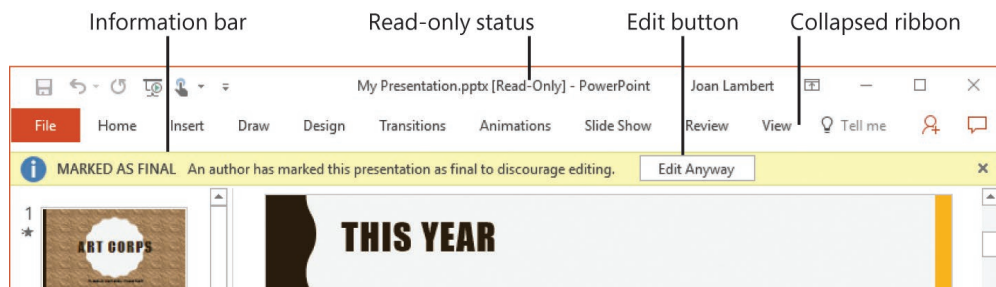 Information bar Read-only status Edit button Collapsed ribbon
My Presentation.pptx [Read-Only] - PowerPoint Joan Lambert
File Home Insert Draw Design Transitions Animations Slide Show Review View Tell me
MARKED AS FINAL An author has marked this presentation as final to discourage editing. Edit Anyway
1
ART CORPS
THIS YEAR